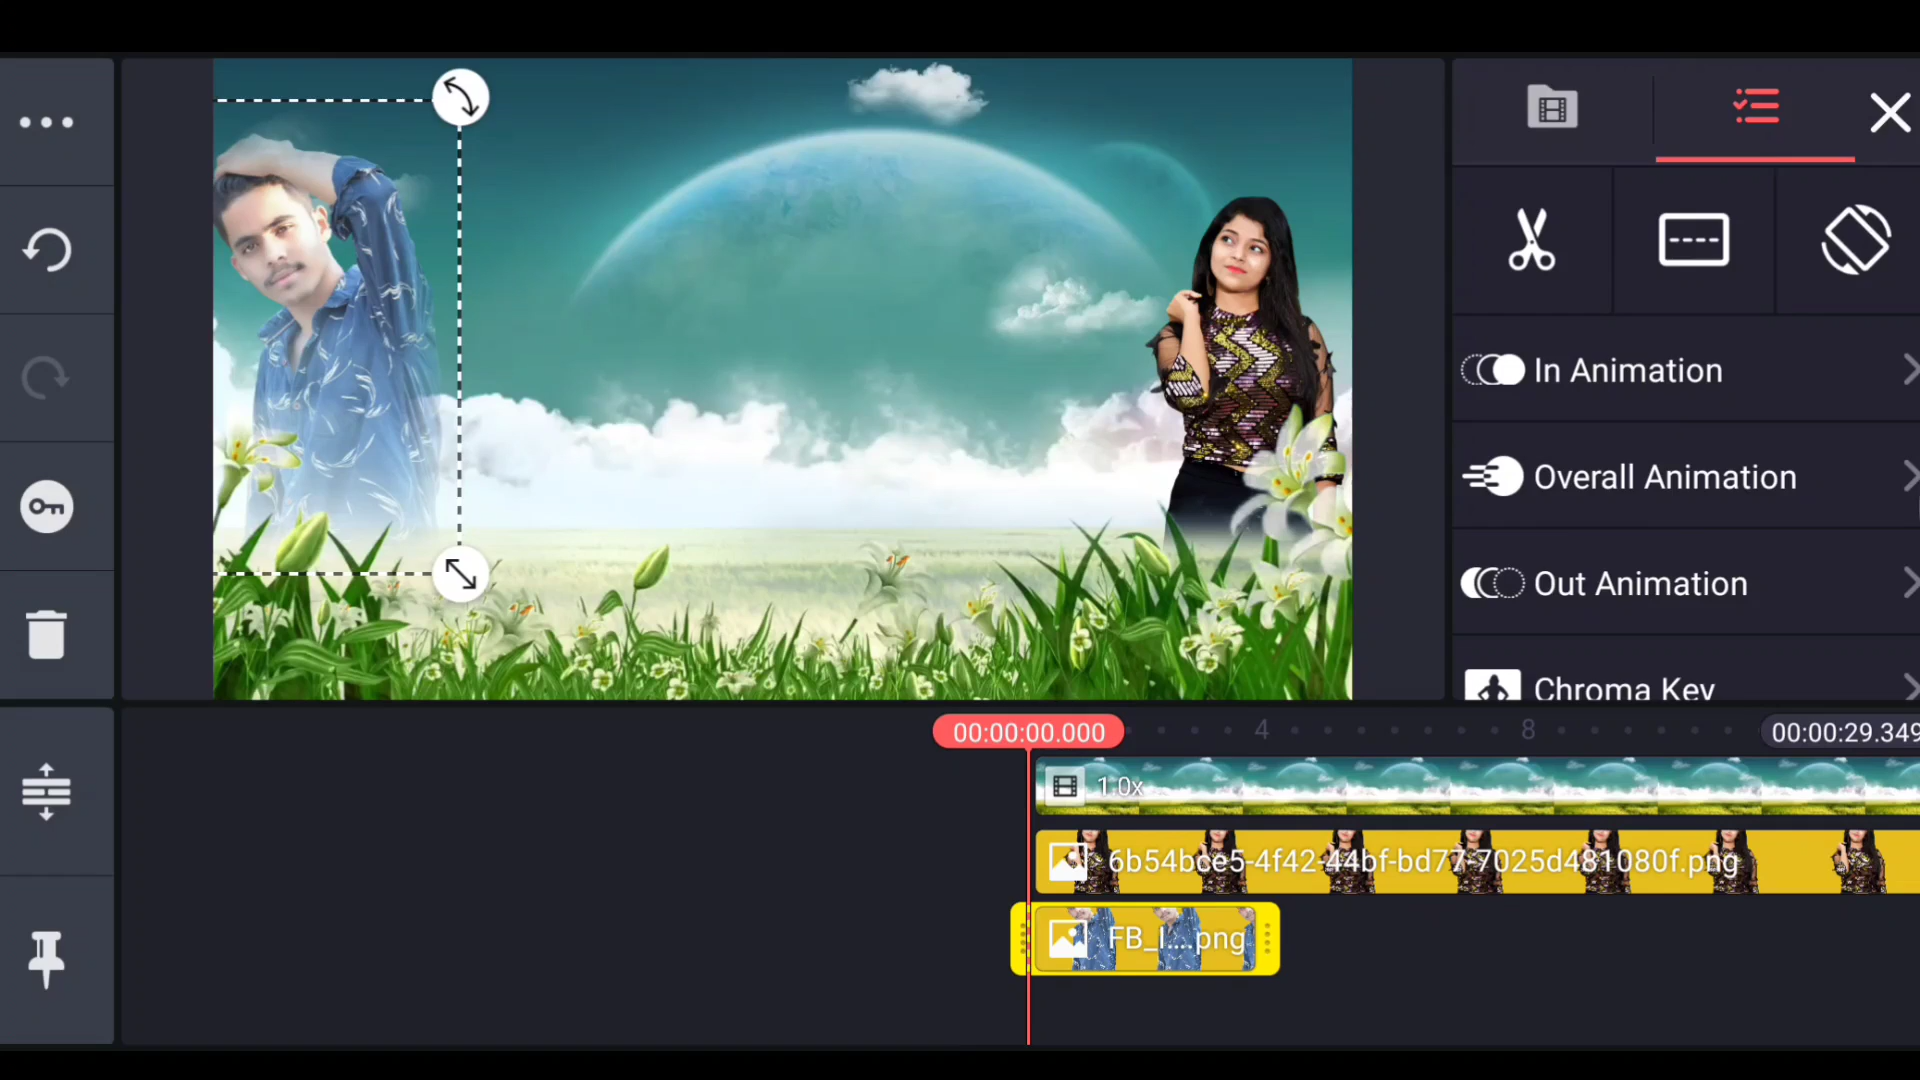 In Animation
Overall Animation
Out Animation
Chroma Key
00:00:00.000
4
8
00:00:29.349
1.0x
6b54bce5-4f42-44bf-bd77-7025d481080f.png
FB_I....png